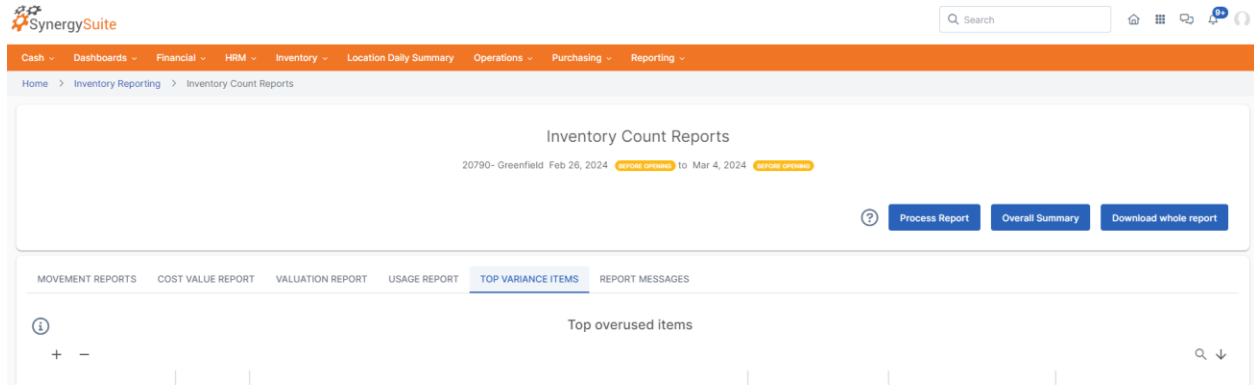 SynergySuite
Search
9+
Cash Dashboards Financial HRM Inventory Location Daily Summary Operations Purchasing Reporting
Home > Inventory Reporting > Inventory Count Reports
Inventory Count Reports
20790- Greenfield Feb 26, 2024 BEFORE OPENING to Mar 4, 2024 BEFORE OPENING
? Process Report Overall Summary Download whole report
MOVEMENT REPORTS COST VALUE REPORT VALUATION REPORT USAGE REPORT TOP VARIANCE ITEMS REPORT MESSAGES
Top overused items